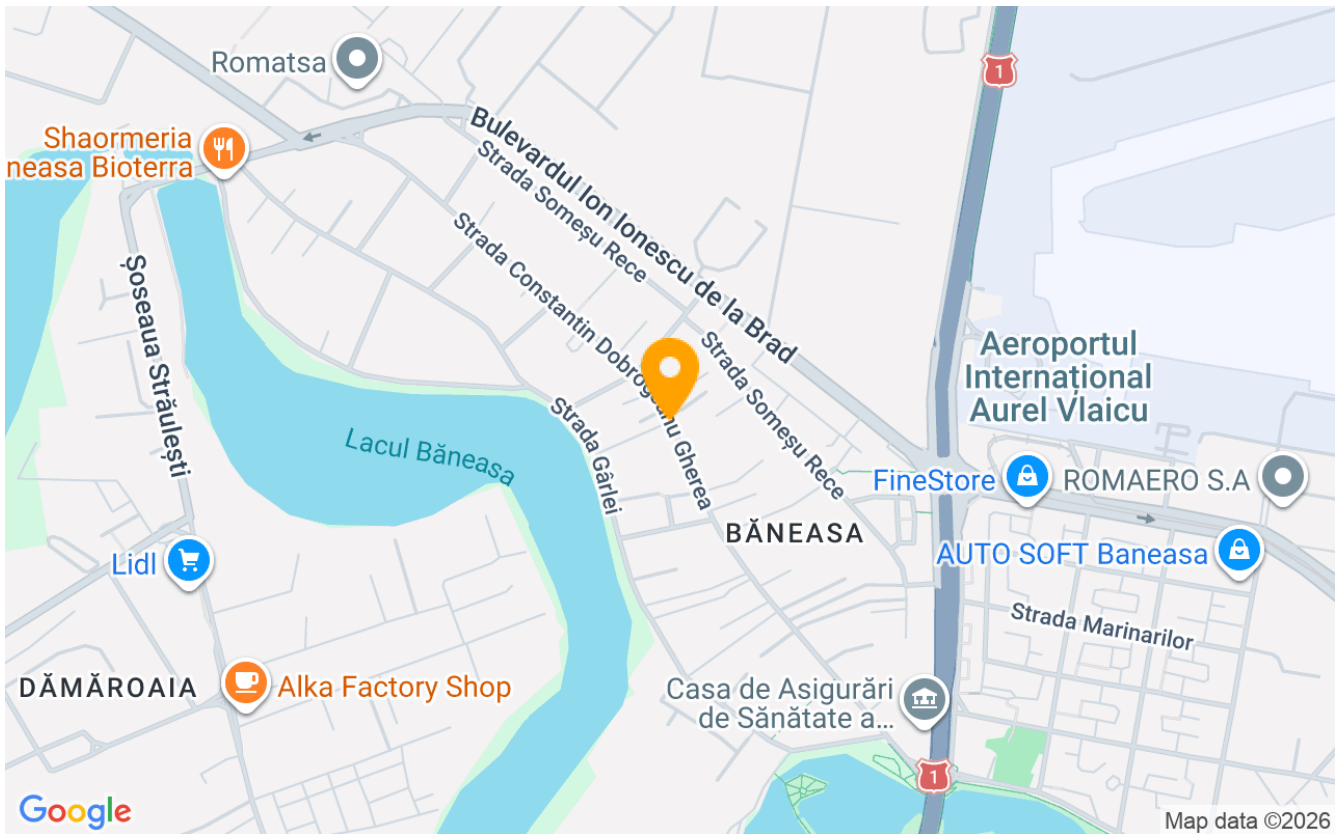 Romatsa
1
Shaormeria
neasa Bioterra
Bulevardul Ion Ionescu de la Brad
Strada Someșu Rece
Strada Constantin Dobrogeanu Gherea
Șoseaua Străulești
Strada Someșu Rece
Aeroportul
Internațional
Aurel Vlaicu
Lacul Băneasa
Strada Gârlei
FineStore
ROMAERO S.A
BĂNEASA
AUTO SOFT Baneasa
Lidl
Strada Marinarilor
DĂMĂROAIA
Alka Factory Shop
Casa de Asigurări
de Sănătate a...
1
Google
Map data ©2026